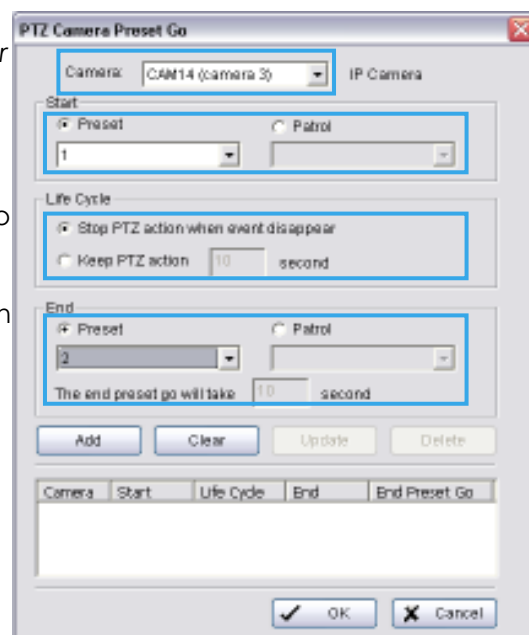 PTZ Camera Preset Go
r
Camera: CAM14 (camera 3) IP Camera
Start
Preset Patrol
1
Life Cycle
o
Stop PTZ action when event disappear
Keep PTZ action 10 second
n
End
Preset Patrol
2
The end preset go will take 10 second
Add Clear Update Delete
Camera Start Life Cycle End End Preset Go
OK Cancel